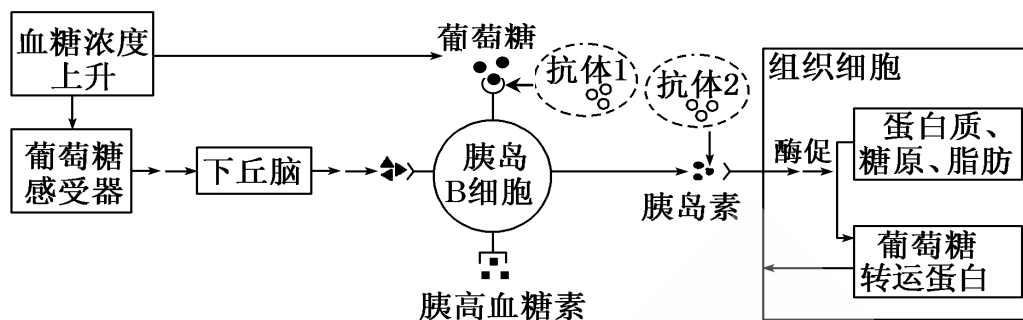 血糖浓度
上升
葡萄糖
抗体1
抗体2
组织细胞
葡萄糖
感受器
下丘脑
胰岛
B细胞
胰岛素
酶促
蛋白质、
糖原、脂肪
葡萄糖
转运蛋白
胰高血糖素